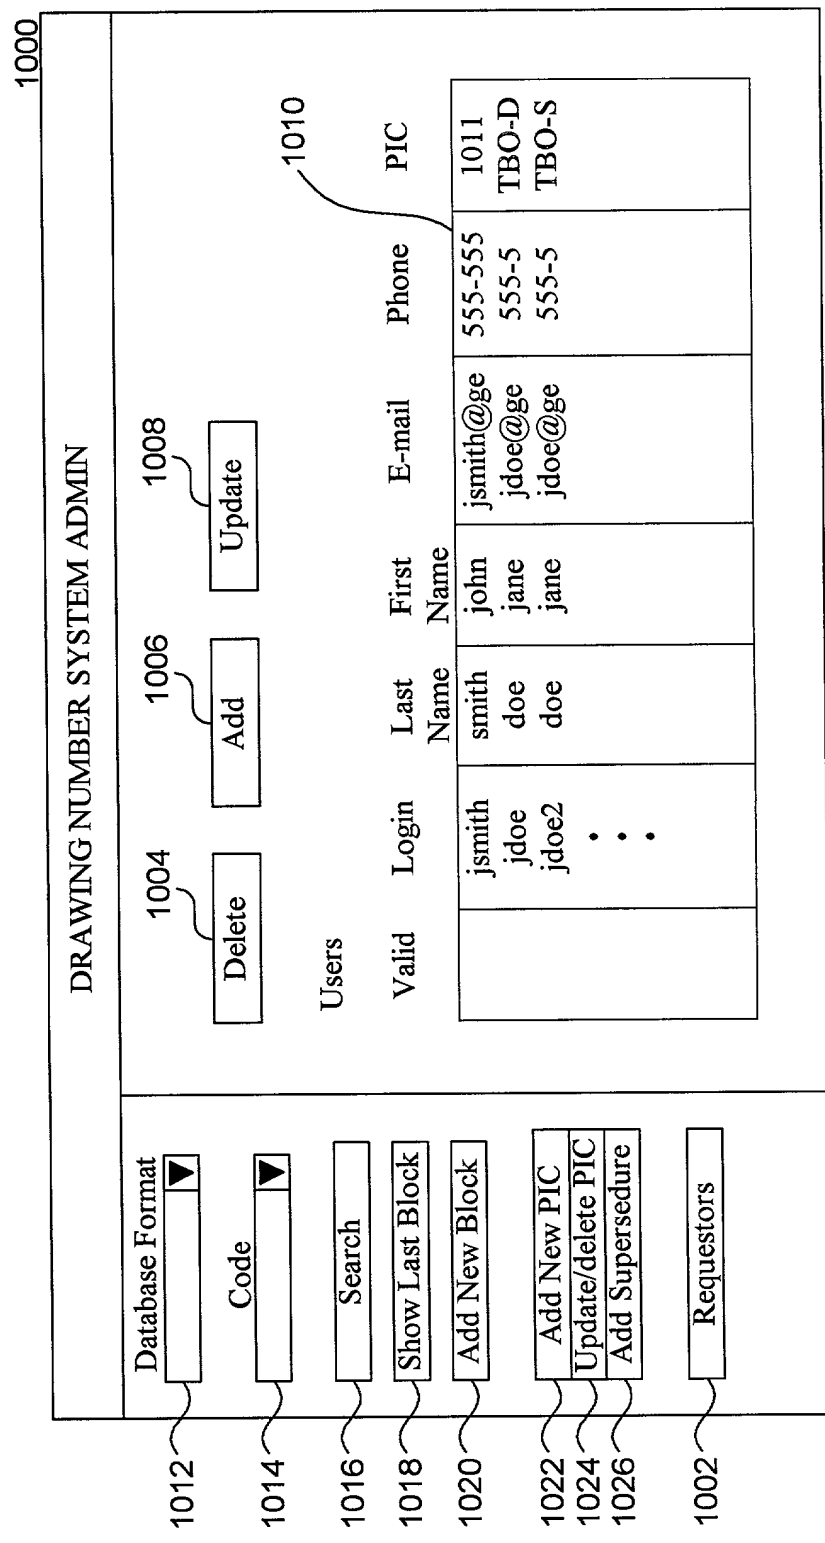 1000
DRAWING NUMBER SYSTEM ADMIN
Database Format
1012
Code
1014
Search
1016
Show Last Block
1018
Add New Block
1020
Add New PIC
1022
Update/delete PIC
1024
Add Supersedure
1026
Requestors
1002
1004 1006 1008
Delete Add Update
1010
Users
Valid Login Last Name First Name E-mail Phone PIC
jsmith smith john jsmith@ge 555-555 1011
jdoe doe jane jdoe@ge 555-5 TBO-D
jdoe2 doe jane jdoe@ge 555-5 TBO-S